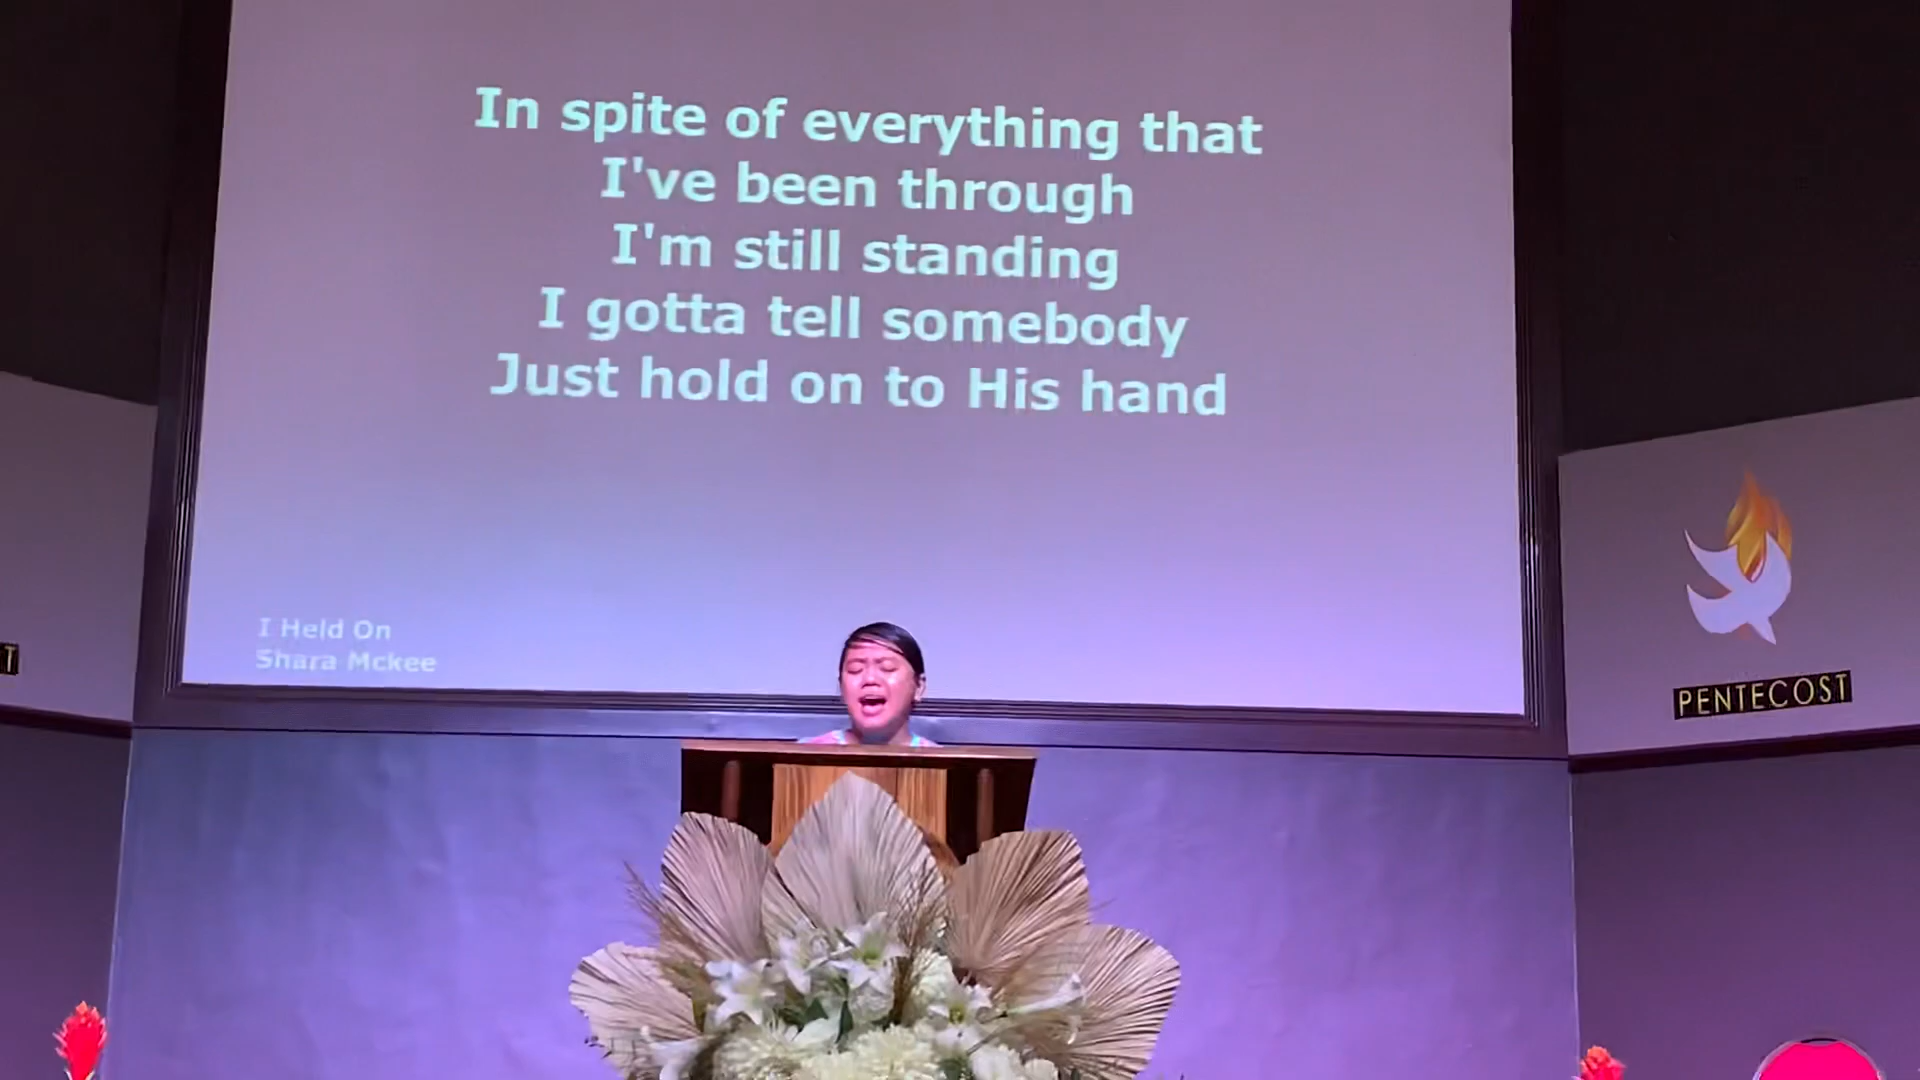 In spite of everything that
I've been through
I'm still standing
I gotta tell somebody
Just hold on to His hand
I Held On
Shara Mckee
T
PENTECOST